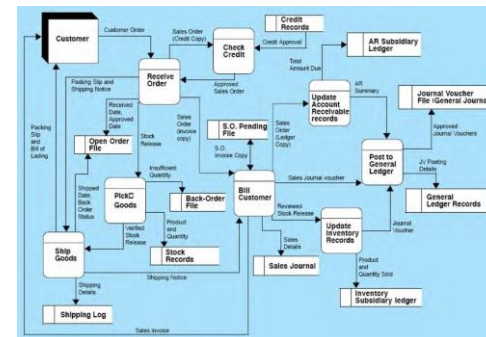 Customer
Customer Order
Sales Order
(Credit Copy)
Check
Credit
Credit
Records
Credit Approval
Approved
Sales Order
Receive
Order
Total
Amount Due
AR Subsidiary
Ledger
Packing Slip and
Shipping Notice
Received
Date,
Approved
Date
Sales
Order
(Invoice
copy)
Update
Account
Receivable
records
AR
Summary
Journal Voucher
File (General Journal
Packing
Slip
and
Bill of
Lading
Open Order
File
Stock
Release
S.O. Pending
File
Sales
Order
(Ledger
Copy)
Approved
Journal Vouchers
S.O.
Invoice Copy
Post to
General
Ledger
Insufficient
Quantity
JV Posting
Details
Shipped
Date,
Back
Order
Status
Pick
Goods
Back-Order
File
Bill
Customer
Sales Journal voucher
General
Ledger Records
Reviewed
Stock Release
Product
and
Quantity
Verified
Stock
Release
Update
Inventory
Records
Journal
Voucher
Ship
Goods
Stock
Records
Sales
Details
Shipping Notice
Sales Journal
Product
and
Quantity Sold
Shipping
Details
Shipping Log
Inventory
Subsidiary ledger
Sales Invoice